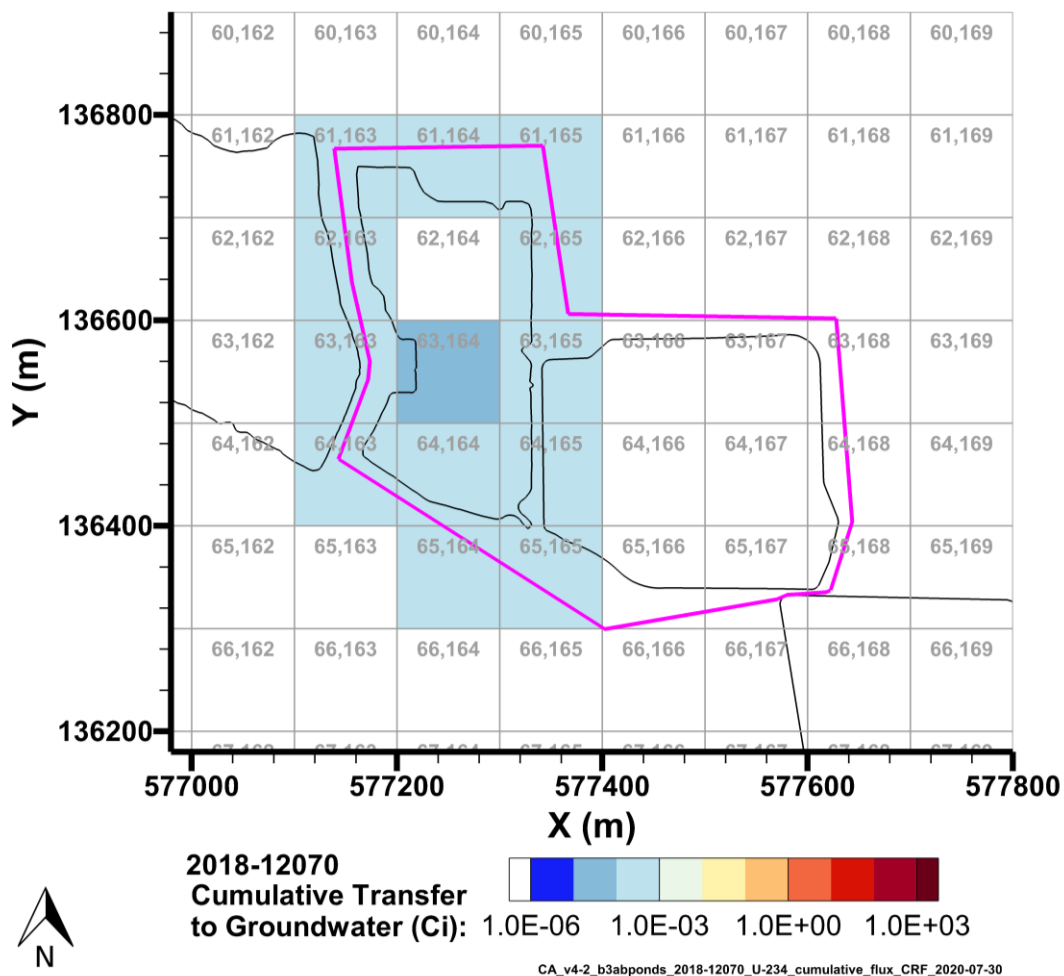 60,162 60,163 60,164 60,165 60,166 60,167 60,168 60,169
136800
61,162 61,163 61,164 61,165 61,166 61,167 61,168 61,169
62,162 62,163 62,164 62,165 62,166 62,167 62,168 62,169
136600
63,162 63,163 63,164 63,165 63,166 63,167 63,168 63,169
Y (m)
64,162 64,163 64,164 64,165 64,166 64,167 64,168 64,169
136400
65,162 65,163 65,164 65,165 65,166 65,167 65,168 65,169
66,162 66,163 66,164 66,165 66,166 66,167 66,168 66,169
136200
577000 577200 577400 577600 577800
X (m)
2018-12070
Cumulative Transfer
to Groundwater (Ci): 1.0E-06 1.0E-03 1.0E+00 1.0E+03
N
CA_v4-2_b3abponds_2018-12070_U-234_cumulative_flux_CRF_2020-07-30